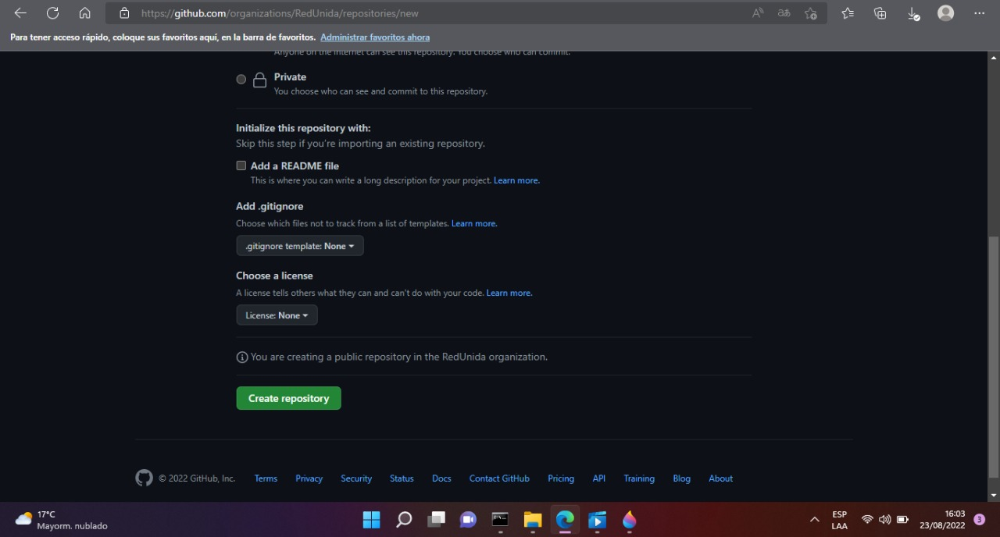 https://github.com/organizations/RedUnida/repositories/new
Para tener acceso rápido, coloque sus favoritos aquí, en la barra de favoritos. Administrar favoritos ahora
Anyone on the internet can see this repository. You choose who can commit.
Private
You choose who can see and commit to this repository.
Initialize this repository with:
Skip this step if you're importing an existing repository.
Add a README file
This is where you can write a long description for your project. Learn more.
Add .gitignore
Choose which files not to track from a list of templates. Learn more.
.gitignore template: None
Choose a license
A license tells others what they can and can't do with your code. Learn more.
License: None
You are creating a public repository in the RedUnida organization.
Create repository
© 2022 GitHub, Inc. Terms Privacy Security Status Docs Contact GitHub Pricing API Training Blog About
17°C
Mayorm. nublado
ESP
LAA
16:03
23/08/2022
3